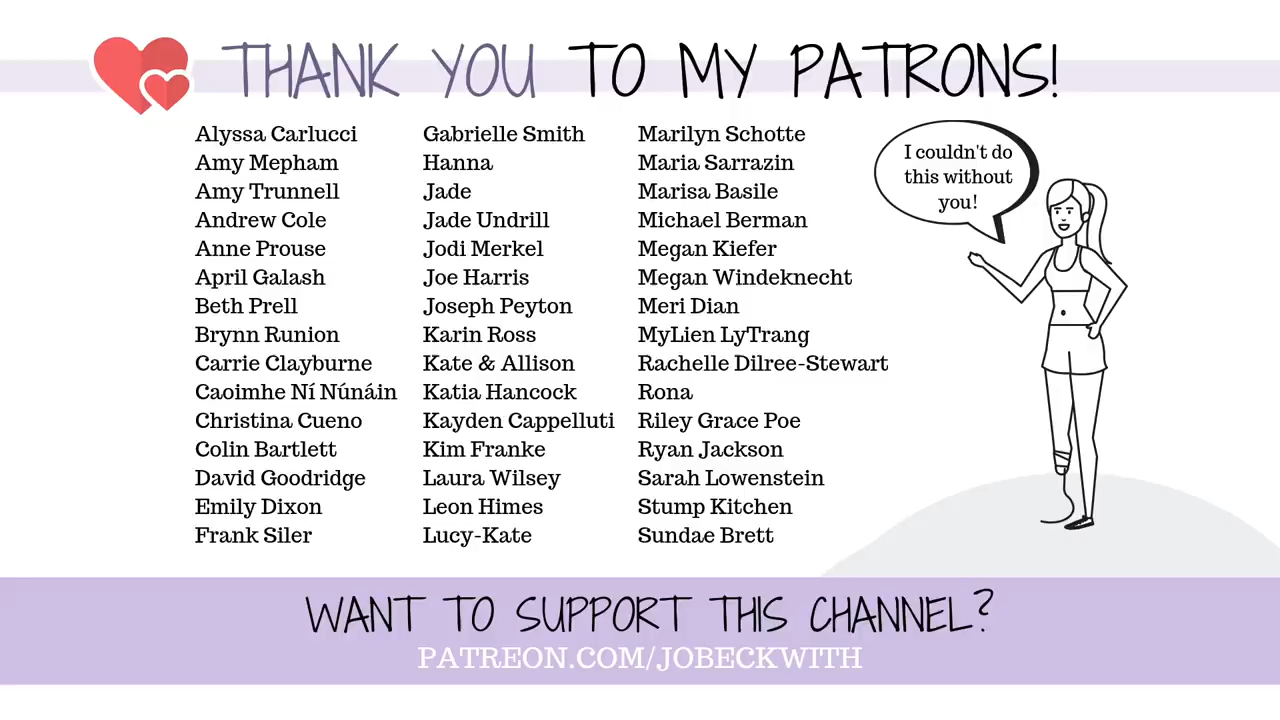 THANK YOU TO MY PATRONS!
Alyssa Carlucci
Amy Mepham
Amy Trunnell
Andrew Cole
Anne Prouse
April Galash
Beth Prell
Brynn Runion
Carrie Clayburne
Caoimhe Ní Núnáin
Christina Cueno
Colin Bartlett
David Goodridge
Emily Dixon
Frank Siler
Gabrielle Smith
Hanna
Jade
Jade Undrill
Jodi Merkel
Joe Harris
Joseph Peyton
Karin Ross
Kate & Allison
Katia Hancock
Kayden Cappelluti
Kim Franke
Laura Wilsey
Leon Himes
Lucy-Kate
Marilyn Schotte
Maria Sarrazin
Marisa Basile
Michael Berman
Megan Kiefer
Megan Windeknecht
Meri Dian
MyLien LyTrang
Rachelle Dilree-Stewart
Rona
Riley Grace Poe
Ryan Jackson
Sarah Lowenstein
Stump Kitchen
Sundae Brett
I couldn't do
this without
you!
WANT TO SUPPORT THIS CHANNEL?
PATREON.COM/JOBECKWITH